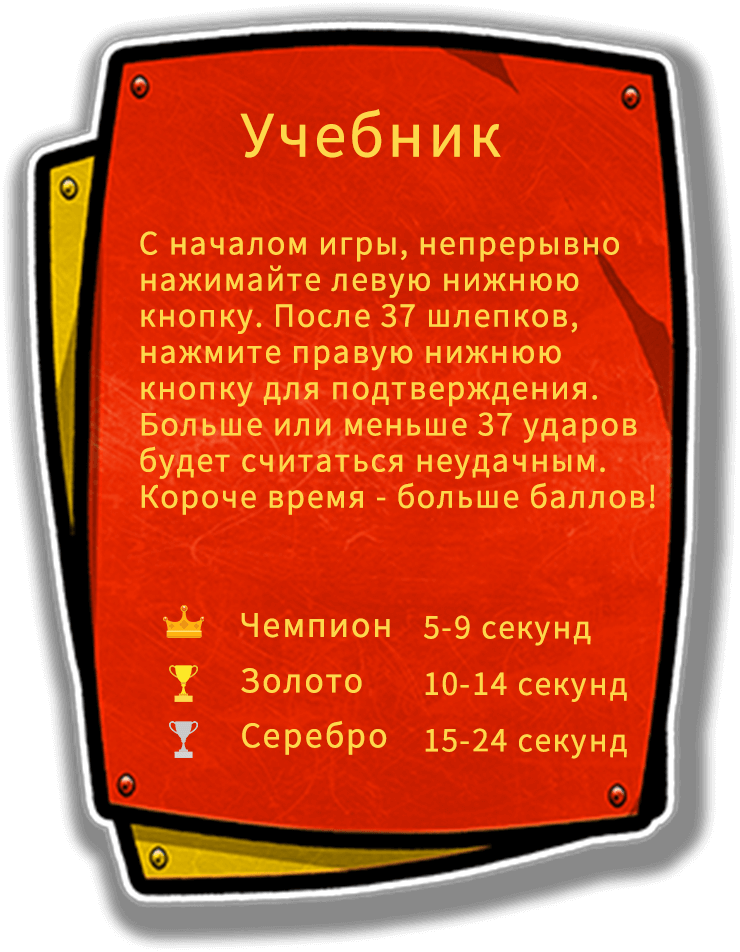 Учебник
С началом игры, непрерывно
нажимайте левую нижнюю
кнопку. После 37 шлепков,
нажмите правую нижнюю
кнопку для подтверждения.
Больше или меньше 37 ударов
будет считаться неудачным.
Короче время - больше баллов!
Чемпион 5-9 секунд
Золото 10-14 секунд
Серебро 15-24 секунд